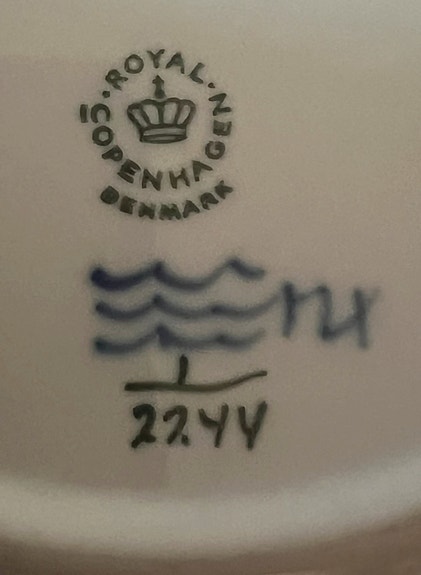 ROYAL · COPENHAGEN ·
DENMARK
1
2244